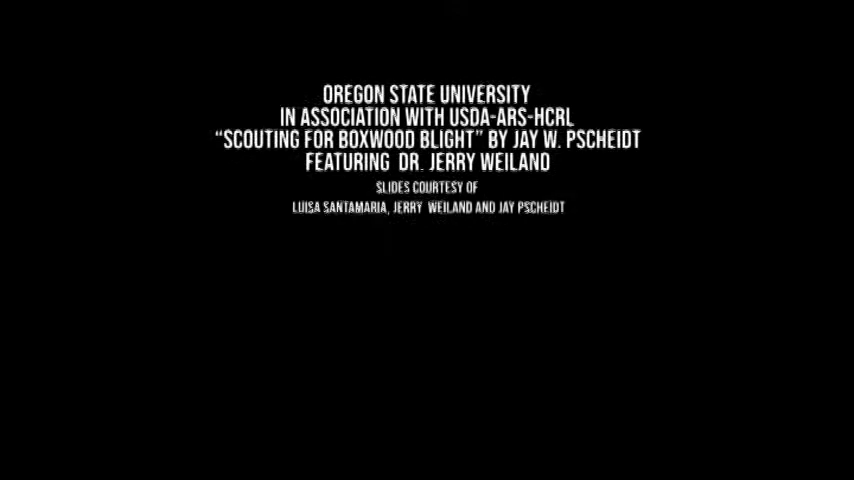 OREGON STATE UNIVERSITY
IN ASSOCIATION WITH USDA-ARS-HCRL
“SCOUTING FOR BOXWOOD BLIGHT” BY JAY W. PSCHEIDT
FEATURING DR. JERRY WEILAND
SLIDES COURTESY OF
LUISA SANTAMARIA, JERRY WEILAND AND JAY PSCHEIDT